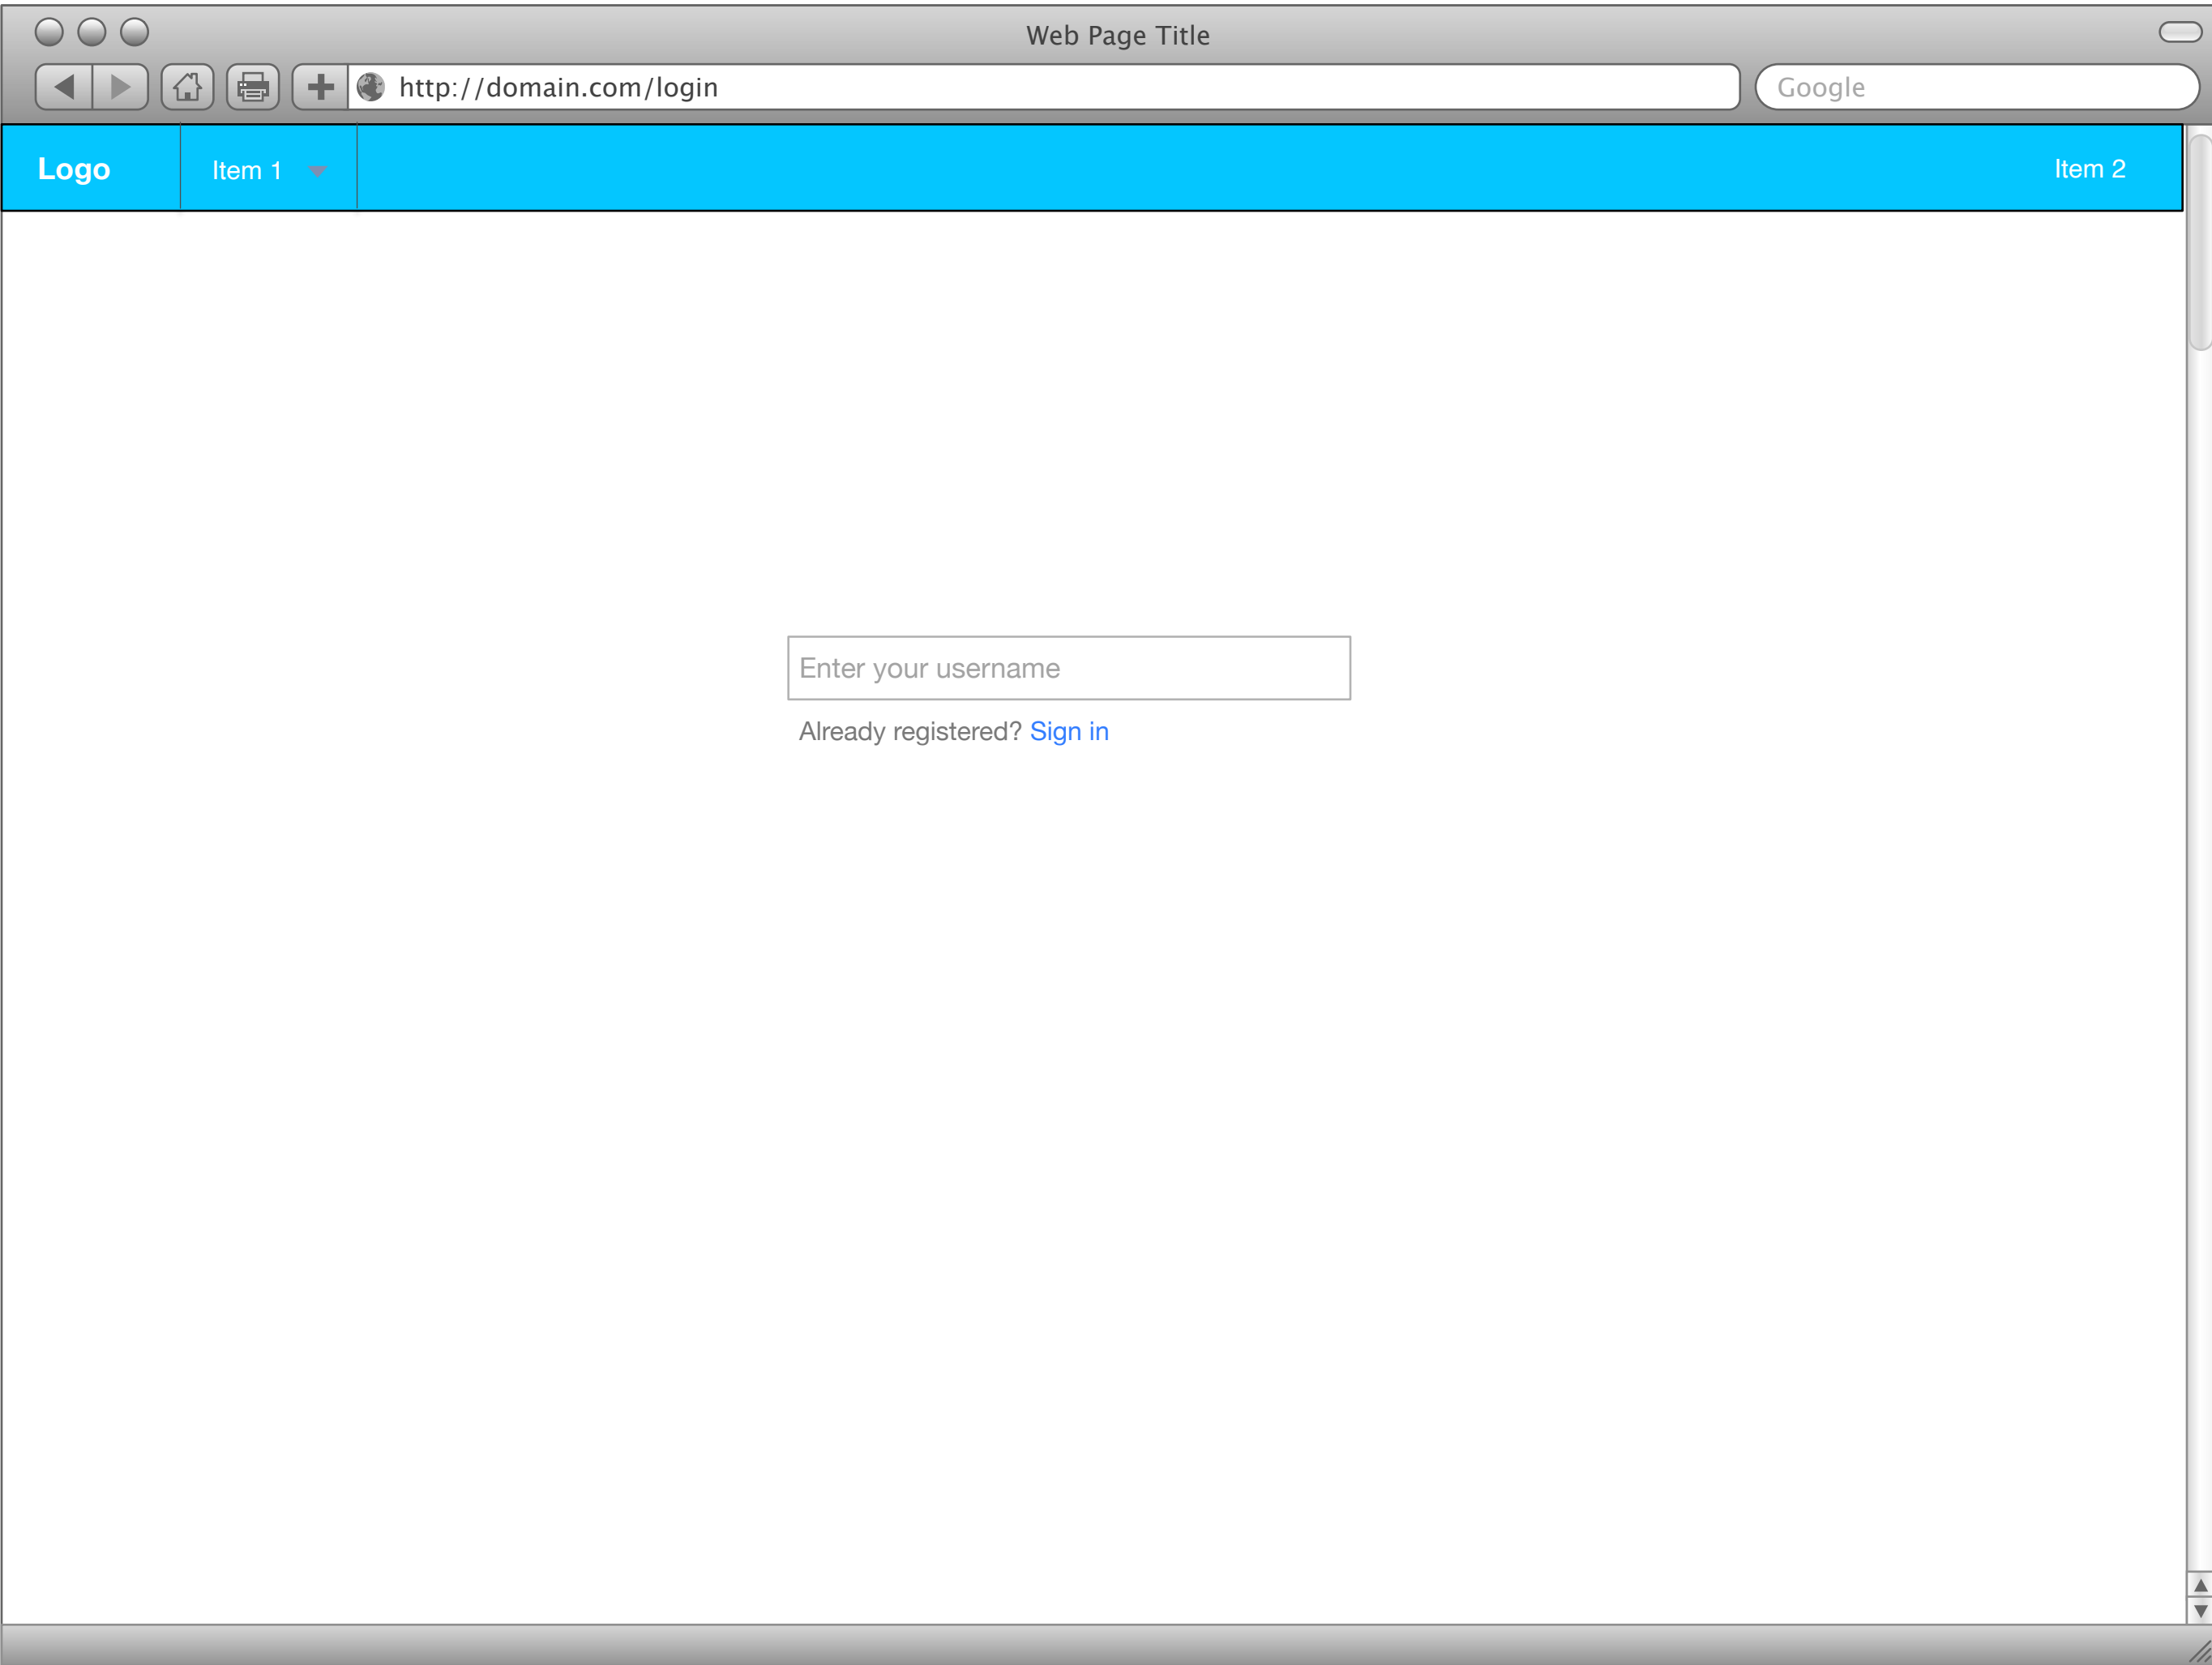 Web Page Title
http://domain.com/login
Google
Logo
Item 1
Item 2
Enter your username
Already registered? Sign in